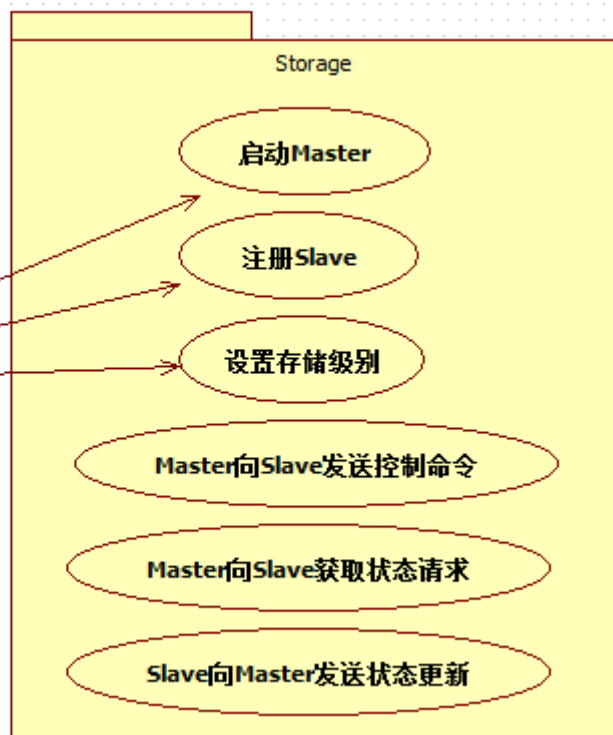 Storage
启动Master
注册Slave
设置存储级别
Master向Slave发送控制命令
Master向Slave获取状态请求
Slave向Master发送状态更新